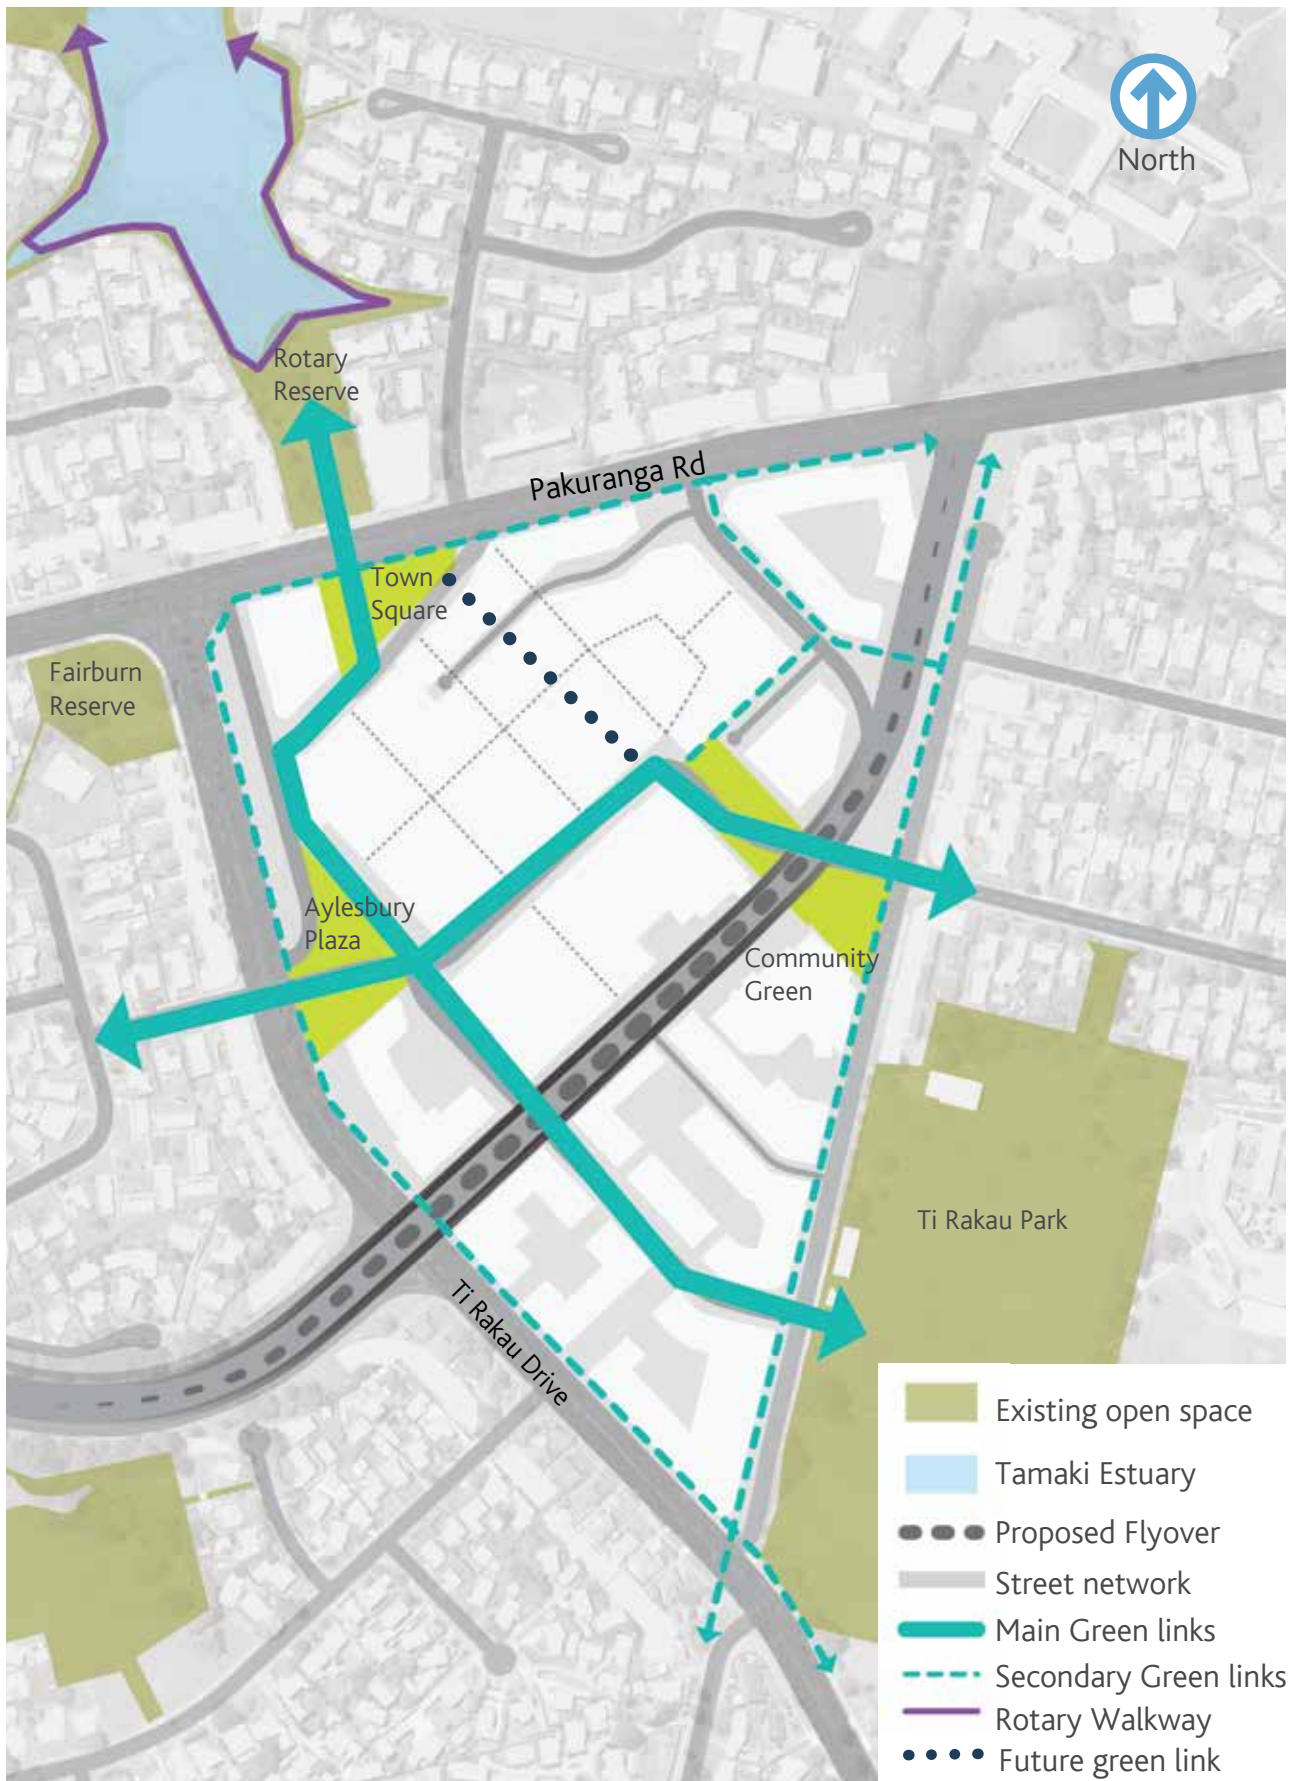 North
Rotary
Reserve
Pakuranga Rd
Town
Square
Fairburn
Reserve
Aylesbury
Plaza
Community
Green
Ti Rakau Park
Ti Rakau Drive
Existing open space
Tamaki Estuary
Proposed Flyover
Street network
Main Green links
Secondary Green links
Rotary Walkway
Future green link